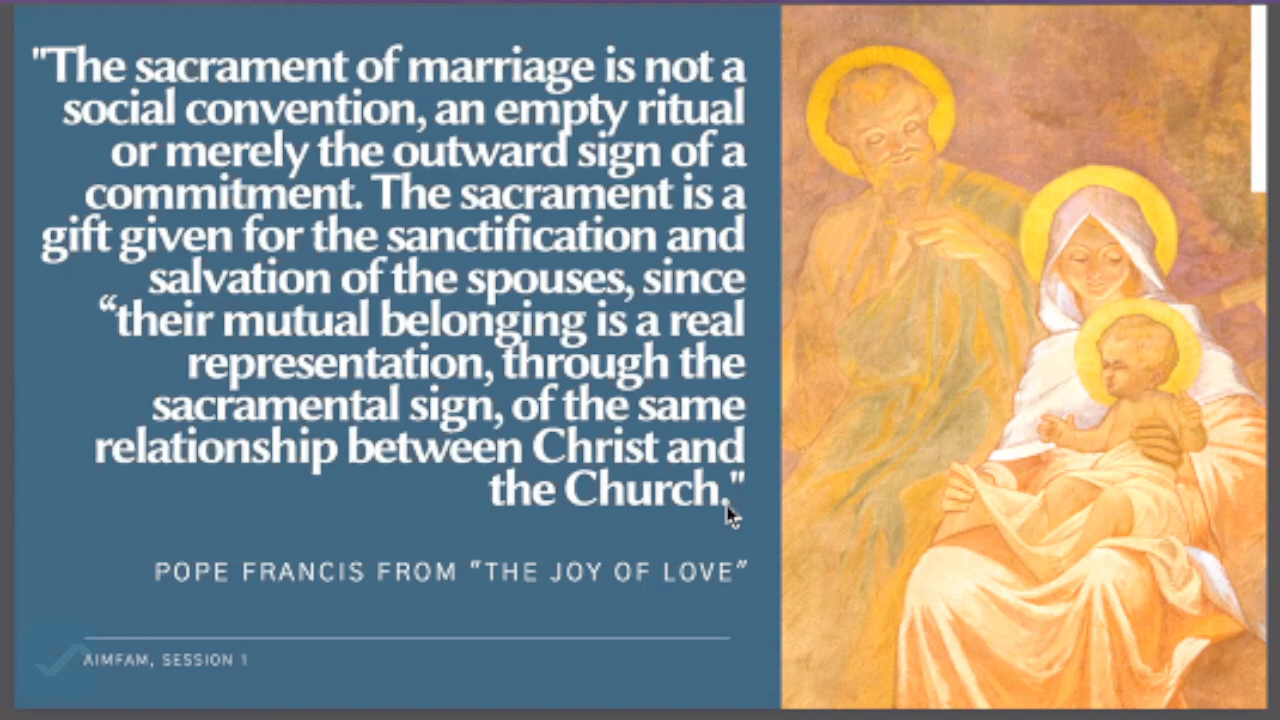 "The sacrament of marriage is not a
social convention, an empty ritual
or merely the outward sign of a
commitment. The sacrament is a
gift given for the sanctification and
salvation of the spouses, since
“their mutual belonging is a real
representation, through the
sacramental sign, of the same
relationship between Christ and
the Church."
POPE FRANCIS FROM "THE JOY OF LOVE"
AIMFAM, SESSION 1